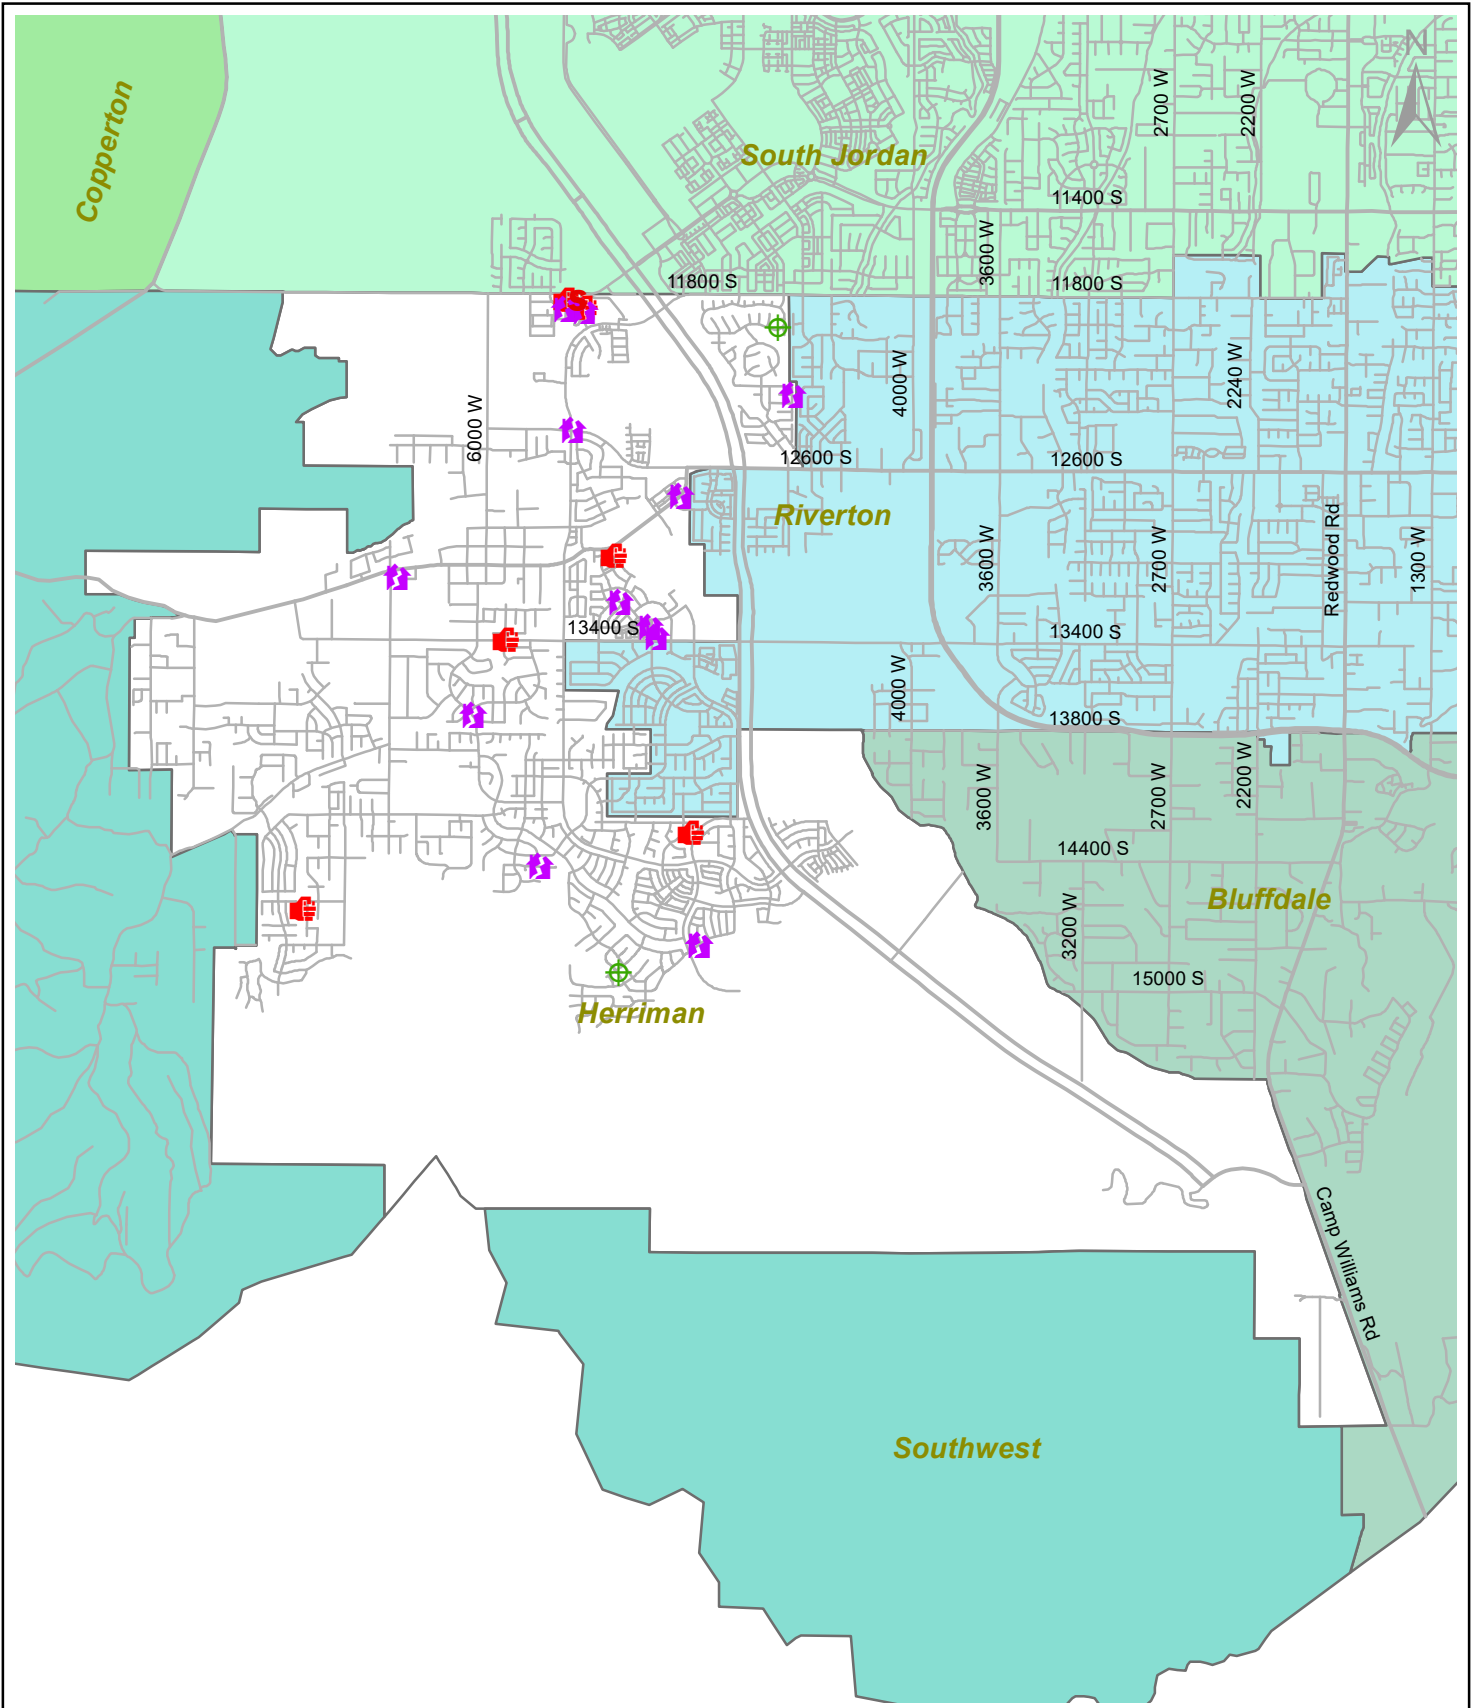 N
Copperton
South Jordan
2700 W
2200 W
11400 S
3600 W
11800 S
11800 S
4000 W
2240 W
6000 W
12600 S
12600 S
Riverton
3600 W
2700 W
Redwood Rd
1300 W
13400 S
13400 S
4000 W
13800 S
3600 W
2700 W
2200 W
14400 S
Bluffdale
3200 W
15000 S
Herriman
Camp Williams Rd
Southwest